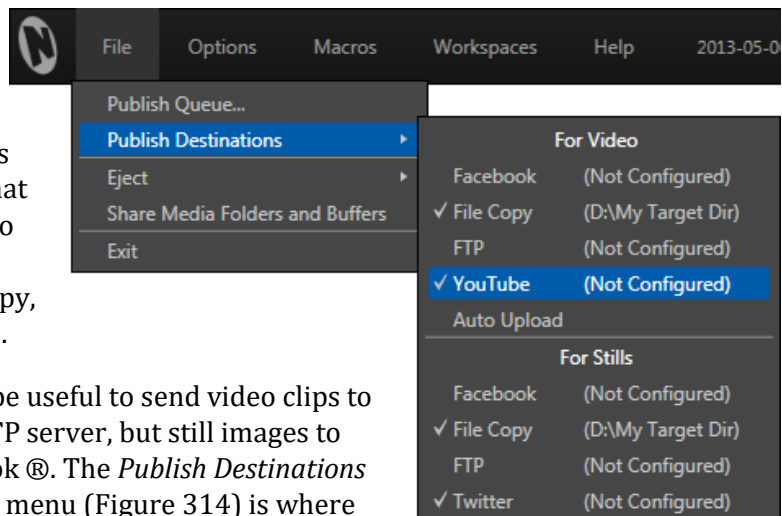 File Options Macros Workspaces Help
Publish Queue...
Publish Destinations
Eject
Share Media Folders and Buffers
Exit
For Video
Facebook (Not Configured)
✓ File Copy (D:\My Target Dir)
FTP (Not Configured)
✓ YouTube (Not Configured)
Auto Upload
For Stills
Facebook (Not Configured)
✓ File Copy (D:\My Target Dir)
FTP (Not Configured)
✓ Twitter (Not Configured)
be useful to send video clips to
server, but still images to
®. The Publish Destinations
menu (Figure 314) is where